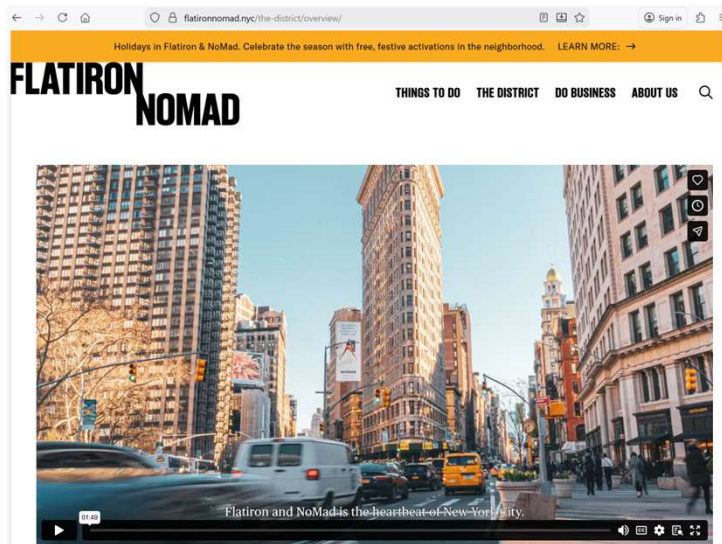 flatironnomad.nyc/the-district/overview/
Sign in
Holidays in Flatiron & NoMad. Celebrate the season with free, festive activations in the neighborhood. LEARN MORE: →
FLATIRON
NOMAD
THINGS TO DO THE DISTRICT DO BUSINESS ABOUT US
Flatiron and NoMad is the heartbeat of New York City.
01:49
CC